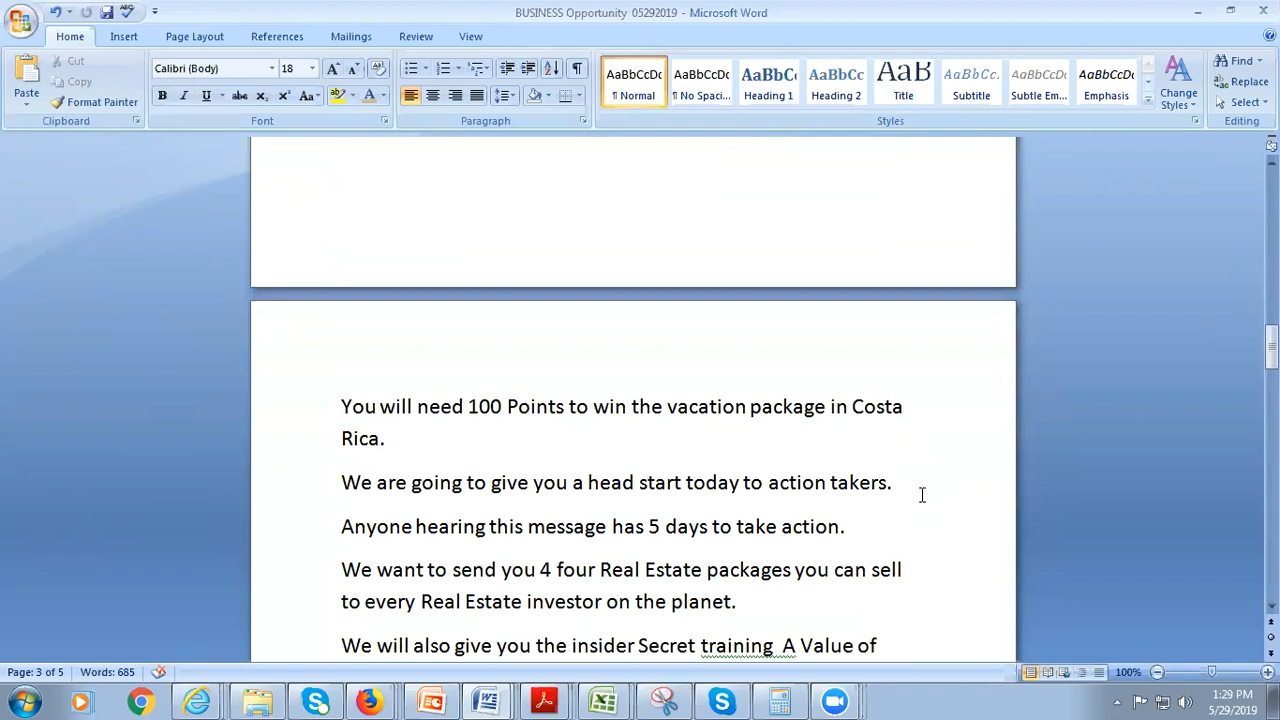 BUSINESS Opportunity 05292019 - Microsoft Word
Home Insert Page Layout References Mailings Review View
Paste
Cut
Copy
Format Painter
Clipboard
Calibri (Body) 18
Font
Paragraph
AaBbCcDc AaBbCcDc AaBbC AaBbCc AaB AaBbCc. AaBbCcDc AaBbCcDc
¶ Normal ¶ No Spaci... Heading 1 Heading 2 Title Subtitle Subtle Em... Emphasis
Change
Styles
Styles
Find
Replace
Select
Editing
You will need 100 Points to win the vacation package in Costa
Rica.
We are going to give you a head start today to action takers.
Anyone hearing this message has 5 days to take action.
We want to send you 4 four Real Estate packages you can sell
to every Real Estate investor on the planet.
We will also give you the insider Secret training A Value of
Page: 3 of 5 Words: 685 100%
1:29 PM
5/29/2019